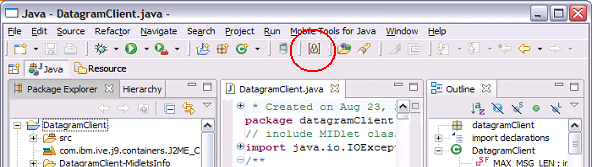 Java - DatagramClient.java -
File Edit Source Refactor Navigate Search Project Run Mobile Tools for Java Window Help
Java Resource
Package Explorer Hierarchy
DatagramClient
src
com.ibm.ive.j9.containers.J2ME_C
DatagramClient-MidletsInfo
DatagramClient.java
* Created on Aug 23,
package datagramClient
// include MIDlet clas
import java.io.IOExcep
/**
Outline
datagramClient
import declarations
DatagramClient
MAX_MSG_LEN : ir